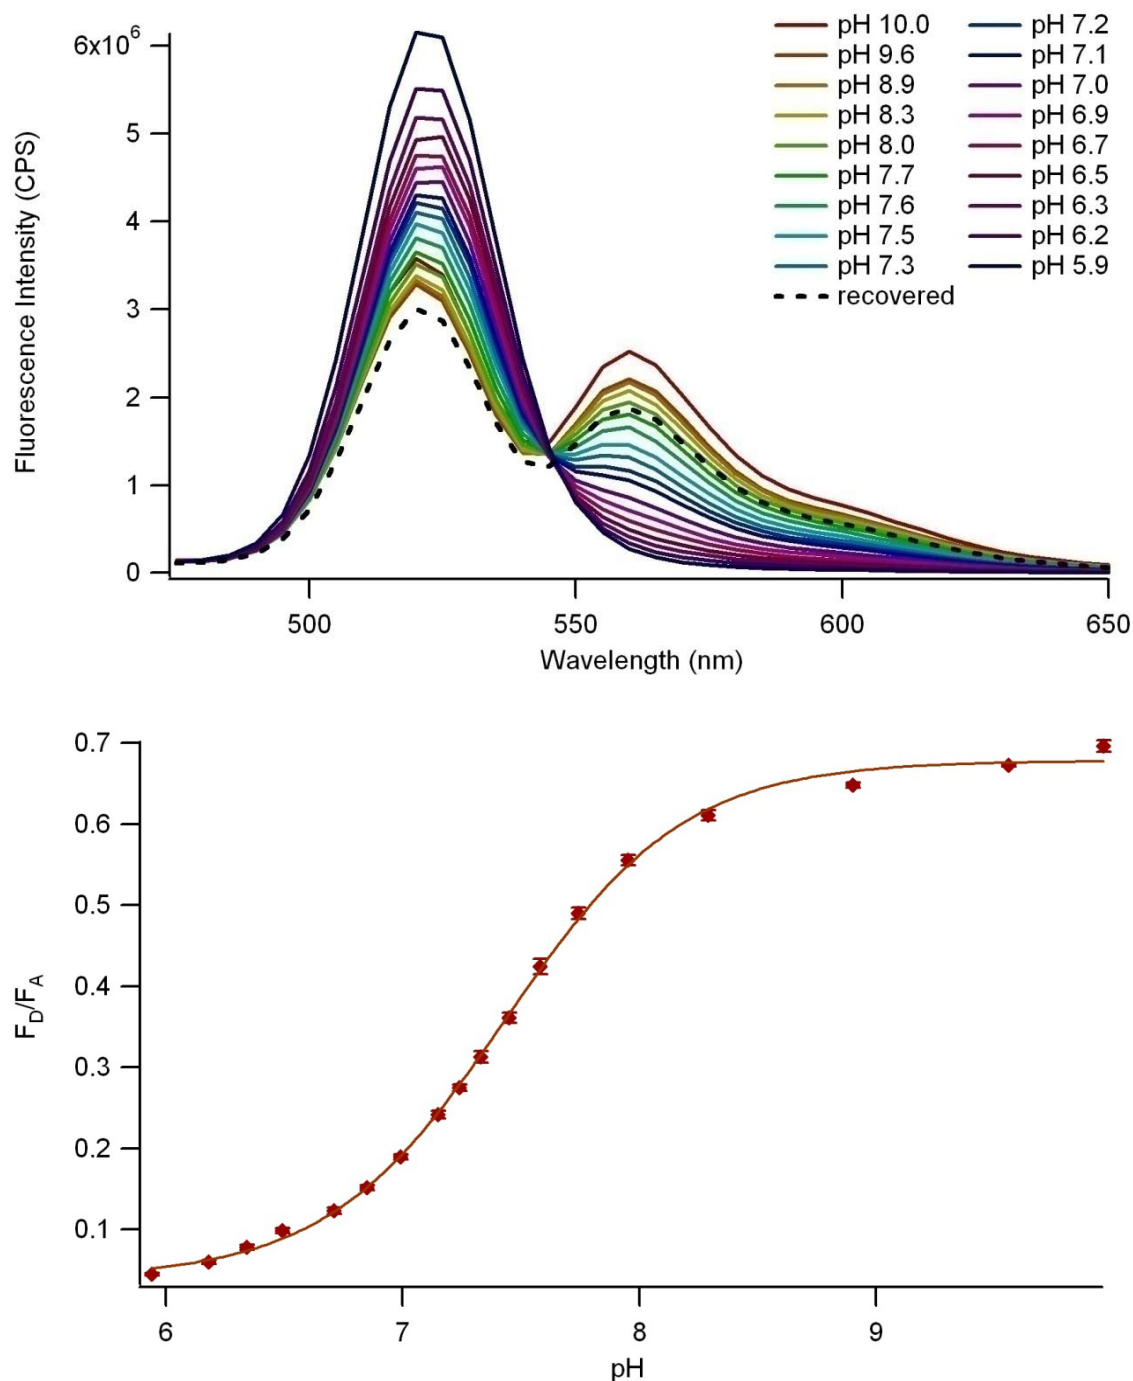 6x10⁶
5
4
3
2
1
0
Fluorescence Intensity (CPS)
pH 10.0
pH 9.6
pH 8.9
pH 8.3
pH 8.0
pH 7.7
pH 7.6
pH 7.5
pH 7.3
recovered
pH 7.2
pH 7.1
pH 7.0
pH 6.9
pH 6.7
pH 6.5
pH 6.3
pH 6.2
pH 5.9
500 550 600 650
Wavelength (nm)
0.7
0.6
0.5
0.4
0.3
0.2
0.1
F_D/F_A
6 7 8 9
pH